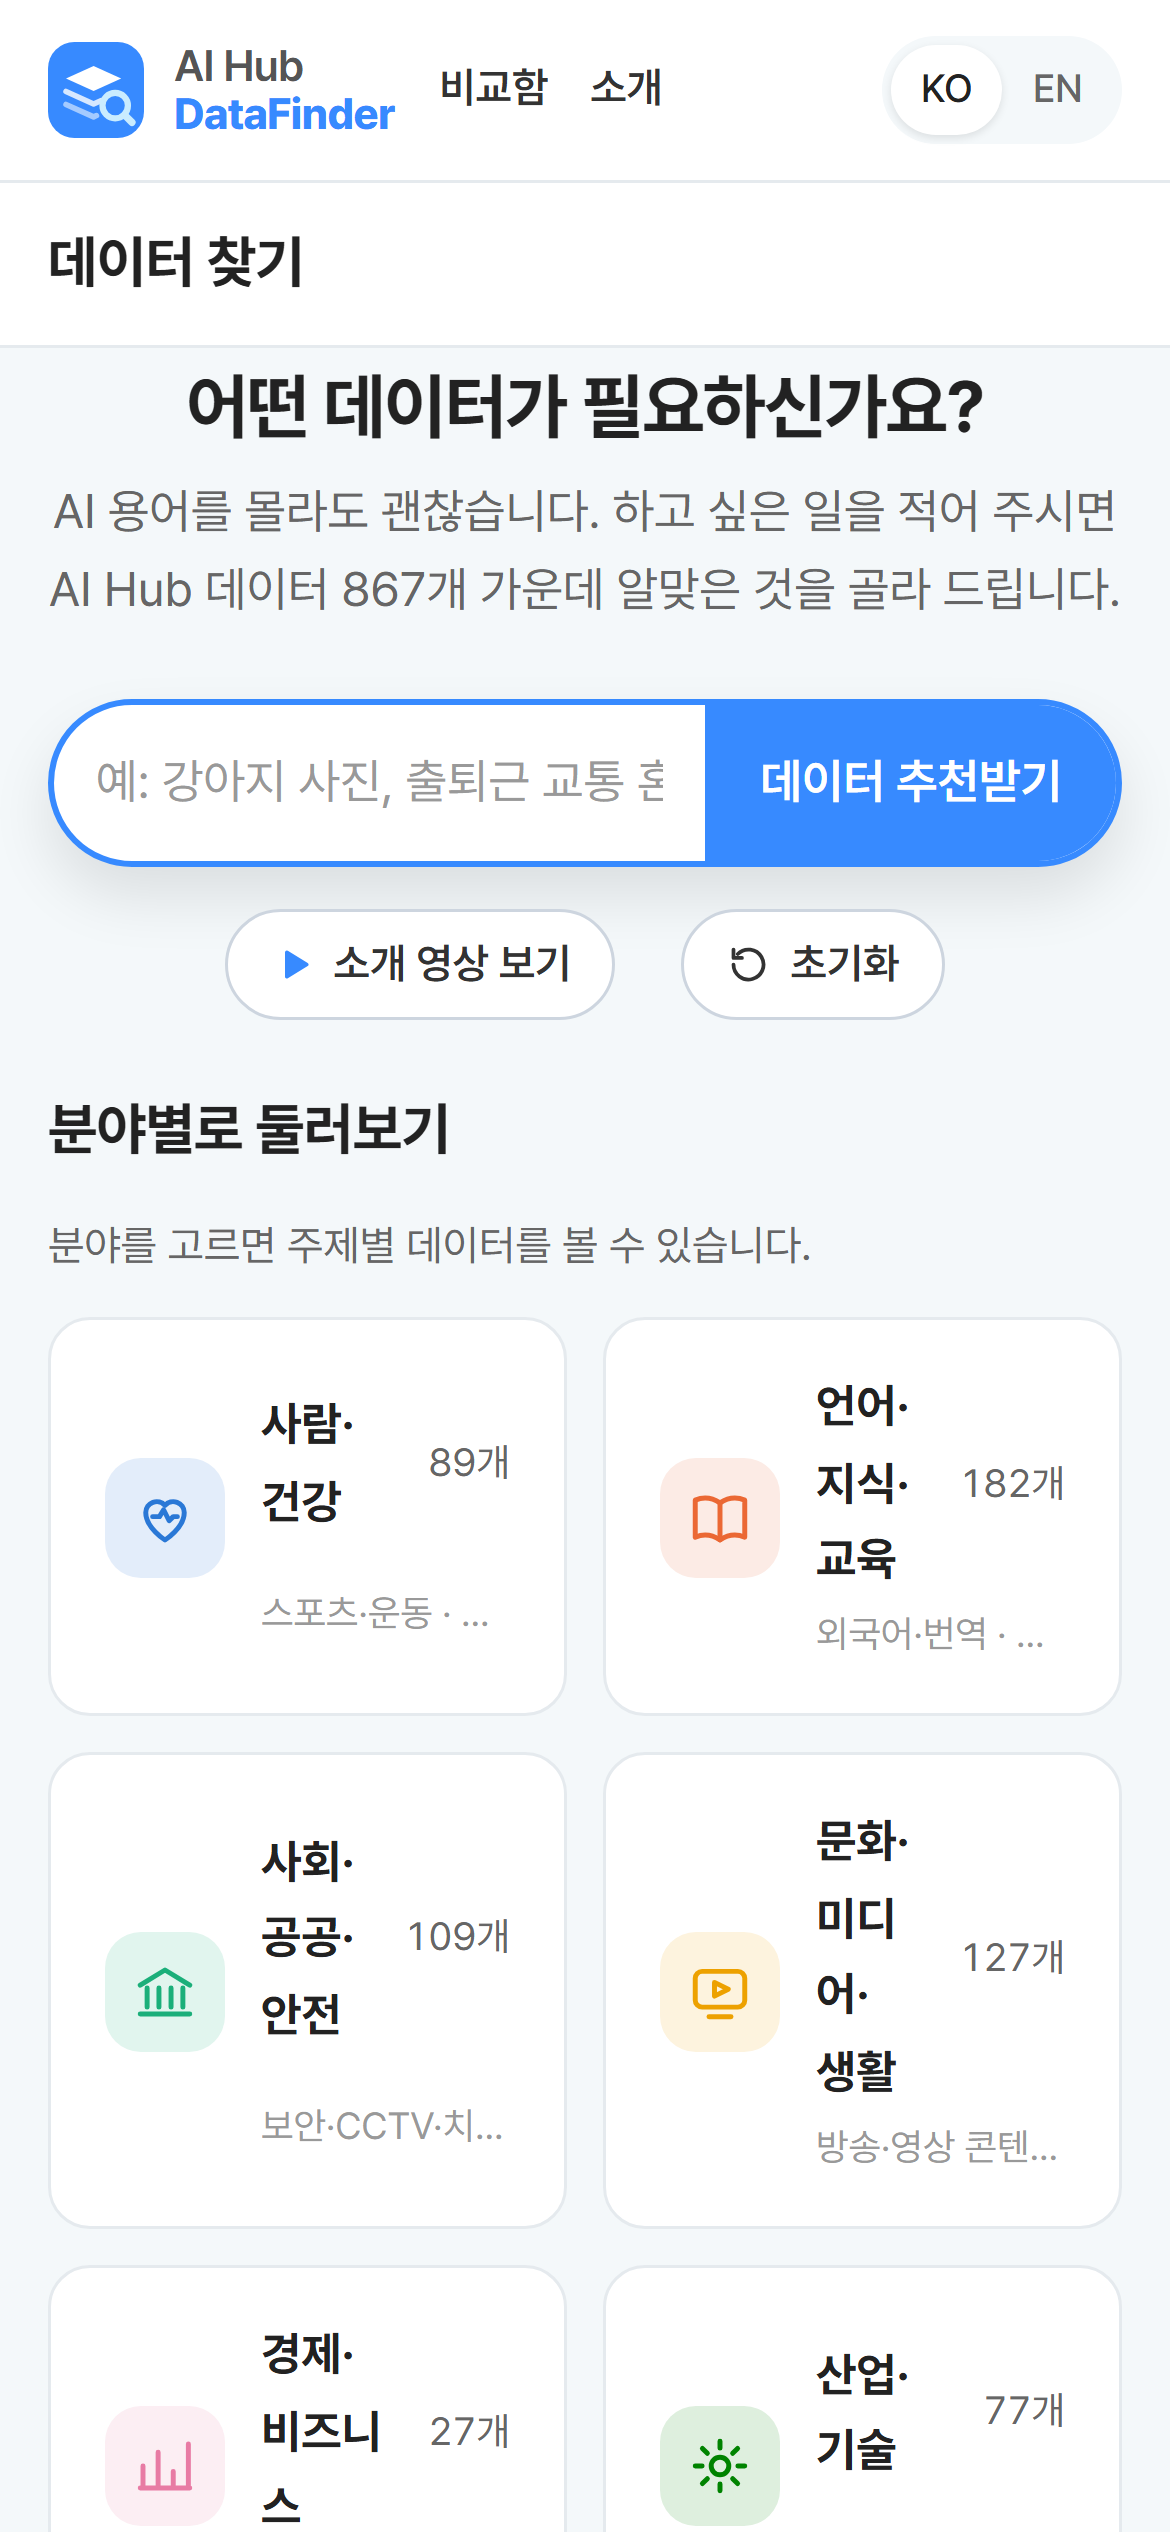 AI Hub
DataFinder
비교함
소개
KO
EN
데이터 찾기
어떤 데이터가 필요하신가요?
AI 용어를 몰라도 괜찮습니다. 하고 싶은 일을 적어 주시면
AI Hub 데이터 867개 가운데 알맞은 것을 골라 드립니다.
예: 강아지 사진, 출퇴근 교통 혼
데이터 추천받기
소개 영상 보기
초기화
분야별로 둘러보기
분야를 고르면 주제별 데이터를 볼 수 있습니다.
사람·
건강
89개
스포츠·운동 · ...
언어·
지식·
교육
182개
외국어·번역 · ...
사회·
공공·
안전
109개
보안·CCTV·치...
문화·
미디
어·
생활
127개
방송·영상 콘텐...
경제·
비즈니
스
27개
산업·
기술
77개